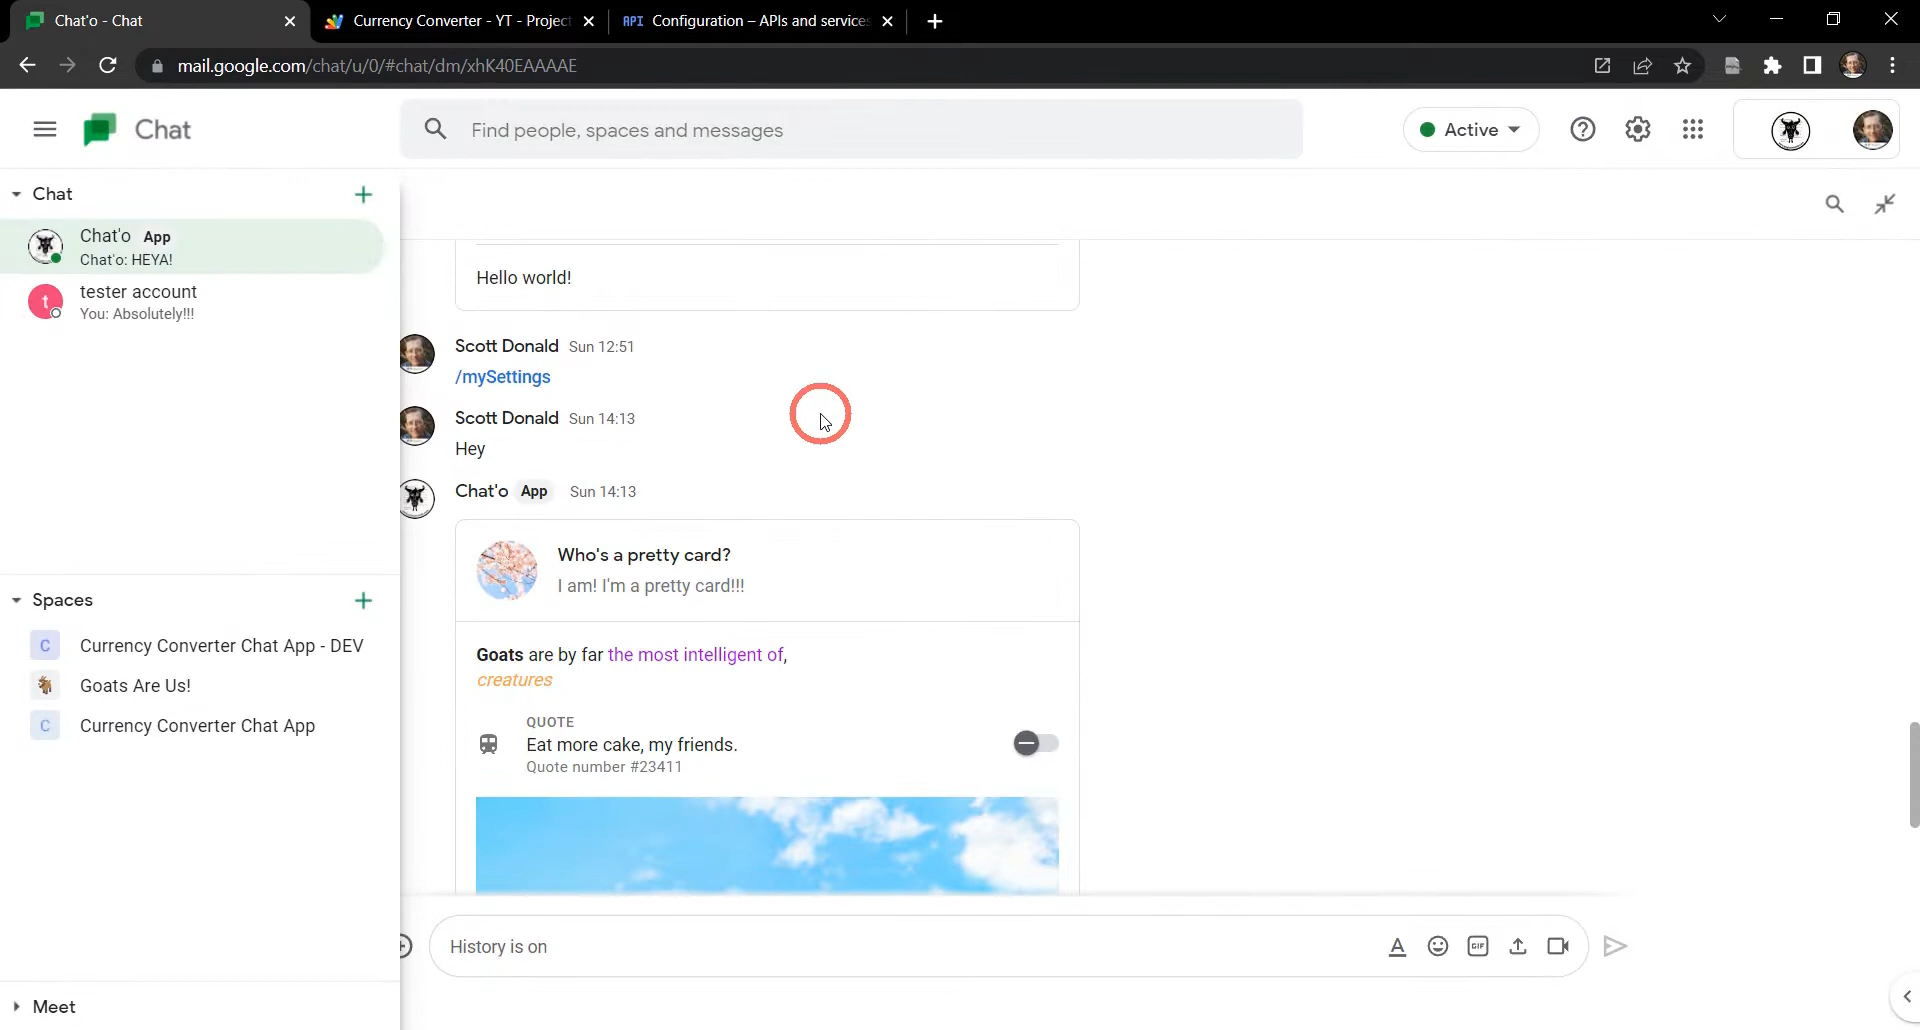 Chat'o - Chat
Currency Converter - YT - Project
API Configuration – APIs and services
mail.google.com/chat/u/0/#chat/dm/xhK40EAAAAE
Chat
Find people, spaces and messages
Active
Chat
Chat'o App
Chat'o: HEYA!
t
tester account
You: Absolutely!!!
Spaces
C Currency Converter Chat App - DEV
Goats Are Us!
C Currency Converter Chat App
Meet
Hello world!
Scott Donald Sun 12:51
/mySettings
Scott Donald Sun 14:13
Hey
Chat'o App Sun 14:13
Who's a pretty card?
I am! I'm a pretty card!!!
Goats are by far the most intelligent of,
creatures
QUOTE
Eat more cake, my friends.
Quote number #23411
History is on
A
GIF